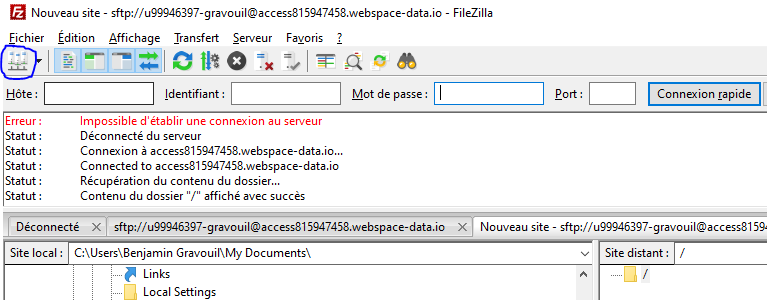 Fz Nouveau site - sftp://u99946397-gravouil@access815947458.webspace-data.io - FileZilla
Fichier Édition Affichage Transfert Serveur Favoris ?
Hôte : Identifiant : Mot de passe : Port : Connexion rapide
Erreur : Impossible d'établir une connexion au serveur
Statut : Déconnecté du serveur
Statut : Connexion à access815947458.webspace-data.io...
Statut : Connected to access815947458.webspace-data.io
Statut : Récupération du contenu du dossier...
Statut : Contenu du dossier "/" affiché avec succès
Déconnecté sftp://u99946397-gravouil@access815947458.webspace-data.io Nouveau site - sftp://u99946397-gravouil@access8159
Site local : C:\Users\Benjamin Gravouil\My Documents\ Site distant : /
Links /
Local Settings